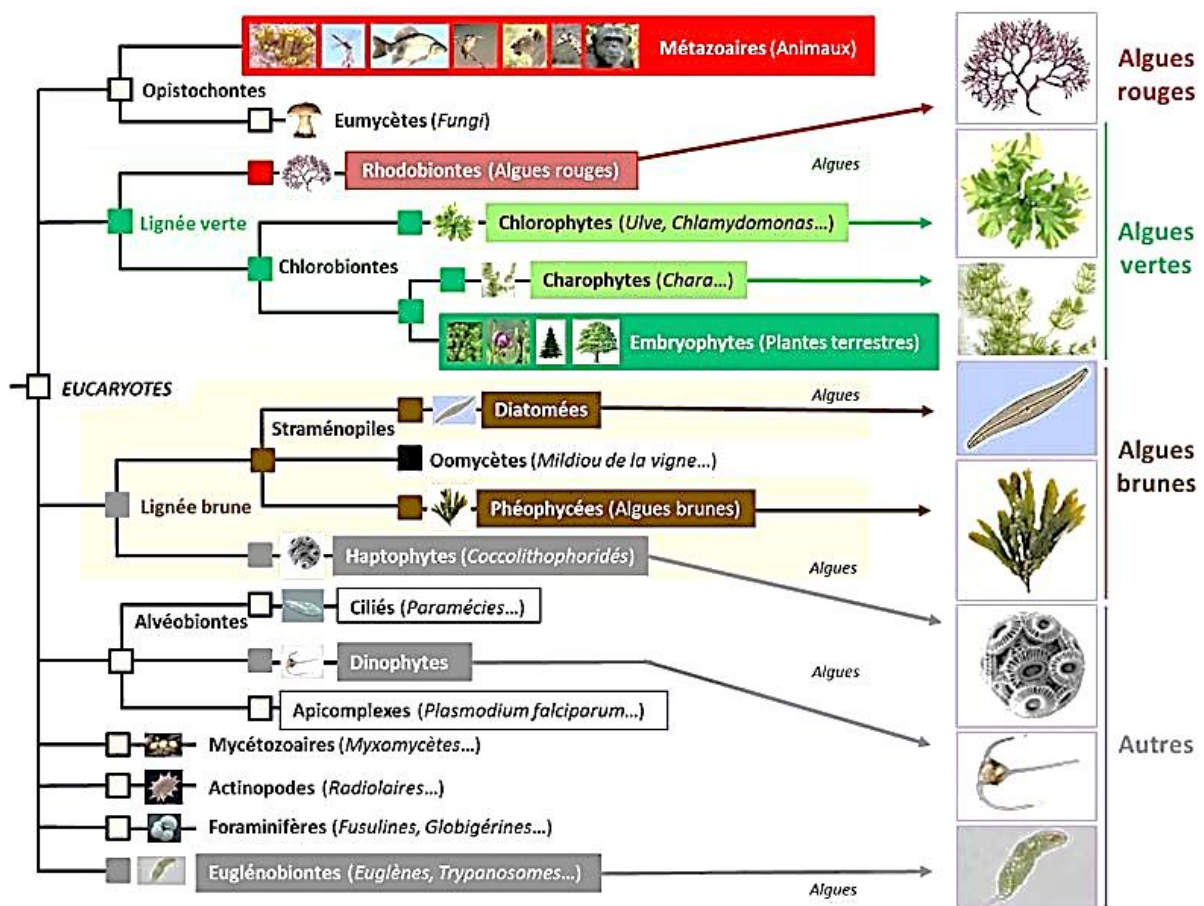 Métazoaires (Animaux)
Opistochontes
Eumycètes (Fungi)
Rhodobiontes (Algues rouges)
Algues
Algues
rouges
Lignée verte
Chlorophytes (Ulve, Chlamydomonas...)
Chlorobiontes
Charophytes (Chara...)
Embryophytes (Plantes terrestres)
Algues
vertes
EUCARYOTES
Straménopiles
Diatomées
Algues
Oomycètes (Mildiou de la vigne...)
Lignée brune
Phéophycées (Algues brunes)
Algues
brunes
Haptophytes (Coccolithophoridés)
Algues
Alvéobiontes
Ciliés (Paramécies...)
Dinophytes
Algues
Apicomplexes (Plasmodium falciparum...)
Mycétozoaires (Myxomycètes...)
Actinopodes (Radiolaires...)
Foraminifères (Fusulines, Globigérines...)
Euglénobiontes (Euglènes, Trypanosomes...)
Algues
Autres